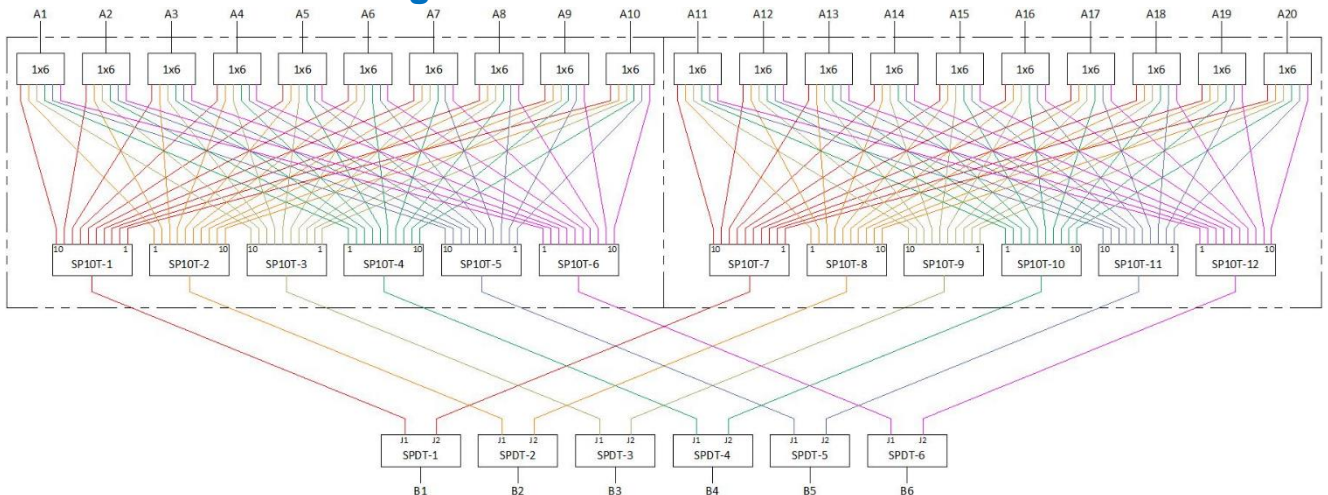 A1 A2 A3 A4 A5 A6 A7 A8 A9 A10 A11 A12 A13 A14 A15 A16 A17 A18 A19 A20
1x6 1x6 1x6 1x6 1x6 1x6 1x6 1x6 1x6 1x6 1x6 1x6 1x6 1x6 1x6 1x6 1x6 1x6 1x6 1x6
10 1 1 10 10 1 1 10 10 1 1 10 10 1 1 10 10 1 1 10 10 1 1 10
SP10T-1 SP10T-2 SP10T-3 SP10T-4 SP10T-5 SP10T-6 SP10T-7 SP10T-8 SP10T-9 SP10T-10 SP10T-11 SP10T-12
J1 J2 J1 J2 J1 J2 J1 J2 J1 J2 J1 J2
SPDT-1 SPDT-2 SPDT-3 SPDT-4 SPDT-5 SPDT-6
B1 B2 B3 B4 B5 B6